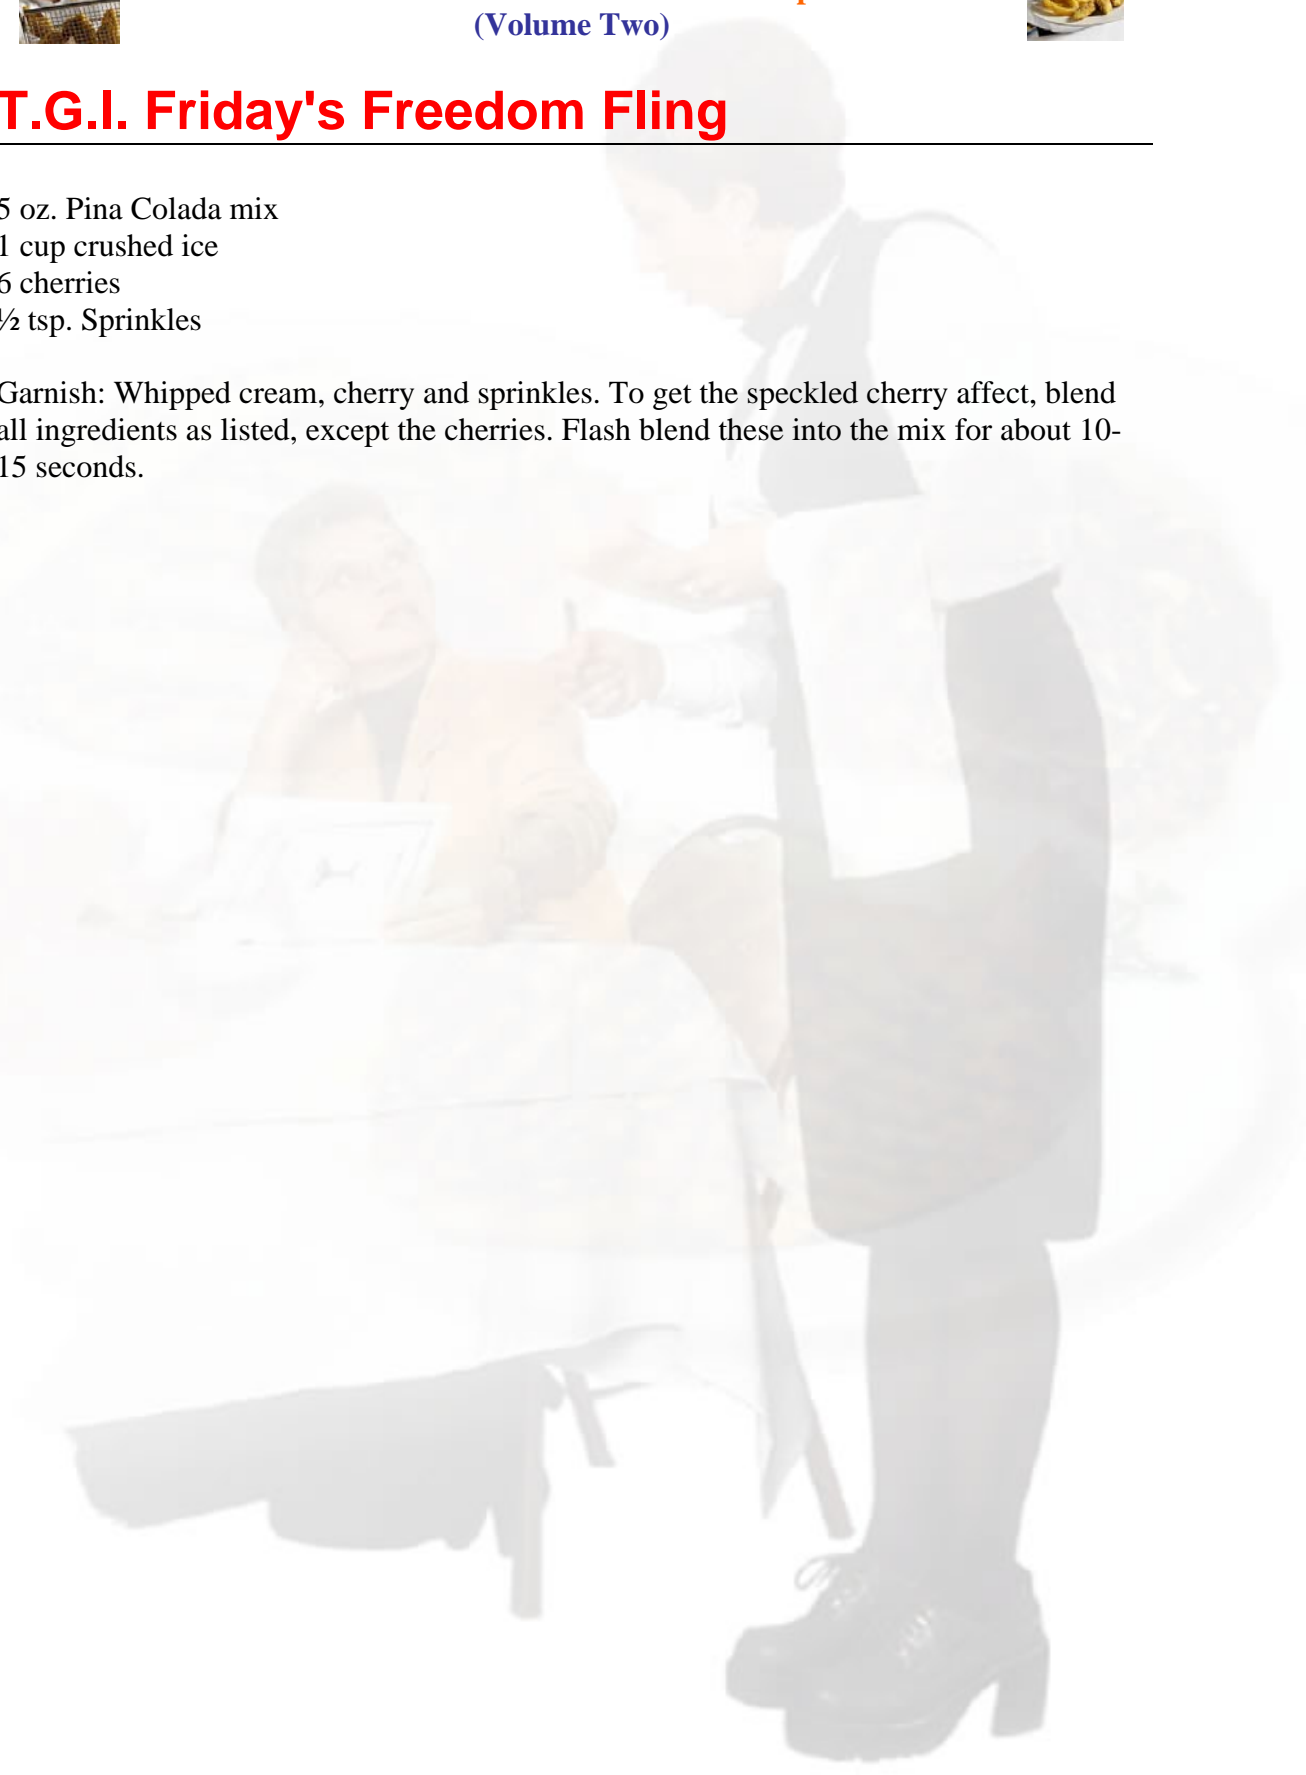 (Volume Two)
T.G.I. Friday's Freedom Fling
5 oz. Pina Colada mix
1 cup crushed ice
6 cherries
½ tsp. Sprinkles
Garnish: Whipped cream, cherry and sprinkles. To get the speckled cherry affect, blend
all ingredients as listed, except the cherries. Flash blend these into the mix for about 10-
15 seconds.